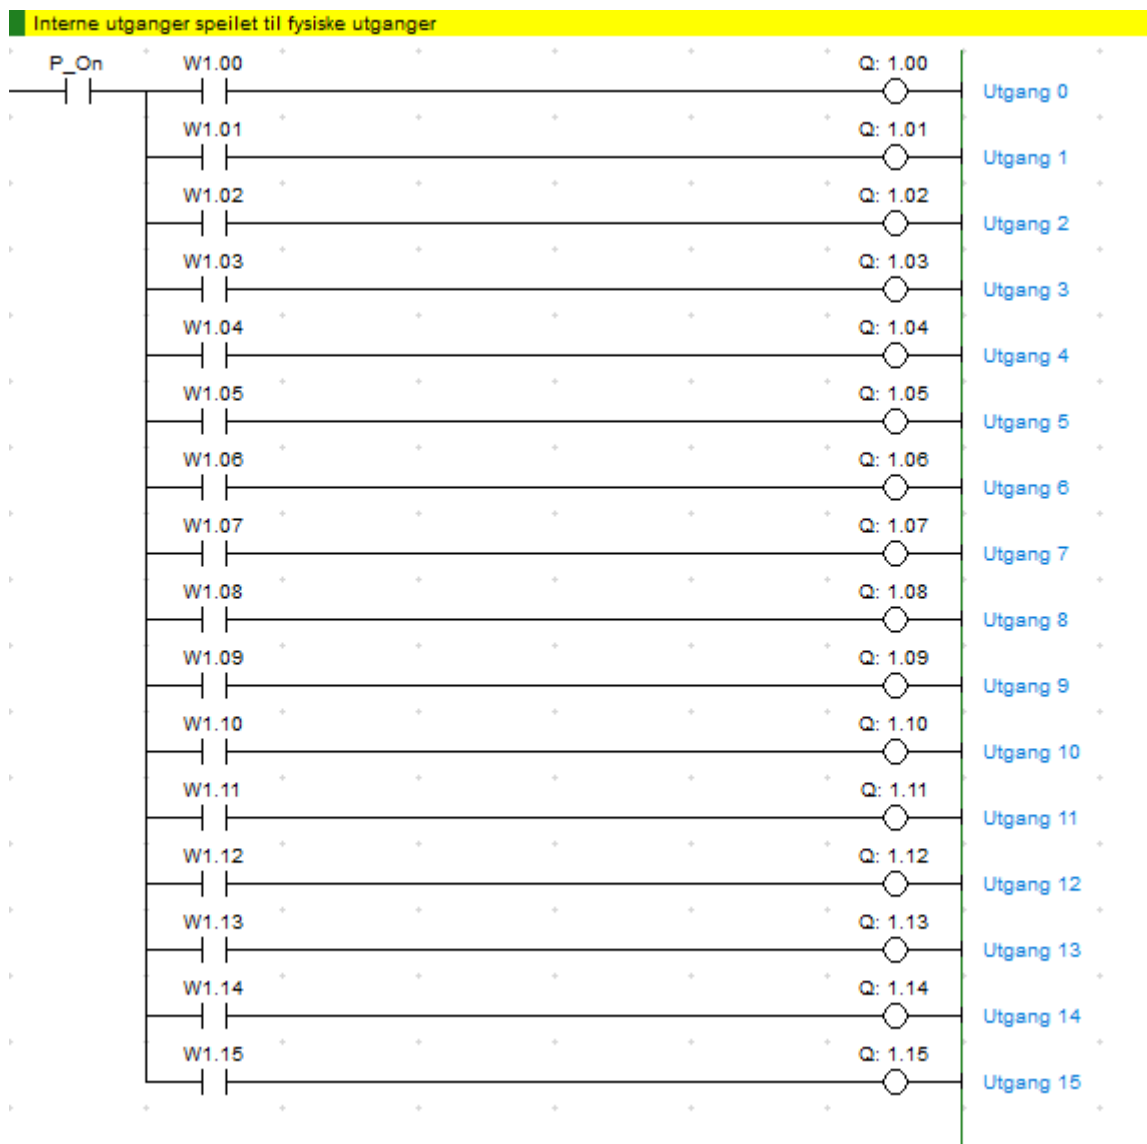 Interne utganger speilet til fysiske utganger
P_On W1.00 Q: 1.00
Utgang 0
W1.01 Q: 1.01
Utgang 1
W1.02 Q: 1.02
Utgang 2
W1.03 Q: 1.03
Utgang 3
W1.04 Q: 1.04
Utgang 4
W1.05 Q: 1.05
Utgang 5
W1.06 Q: 1.06
Utgang 6
W1.07 Q: 1.07
Utgang 7
W1.08 Q: 1.08
Utgang 8
W1.09 Q: 1.09
Utgang 9
W1.10 Q: 1.10
Utgang 10
W1.11 Q: 1.11
Utgang 11
W1.12 Q: 1.12
Utgang 12
W1.13 Q: 1.13
Utgang 13
W1.14 Q: 1.14
Utgang 14
W1.15 Q: 1.15
Utgang 15